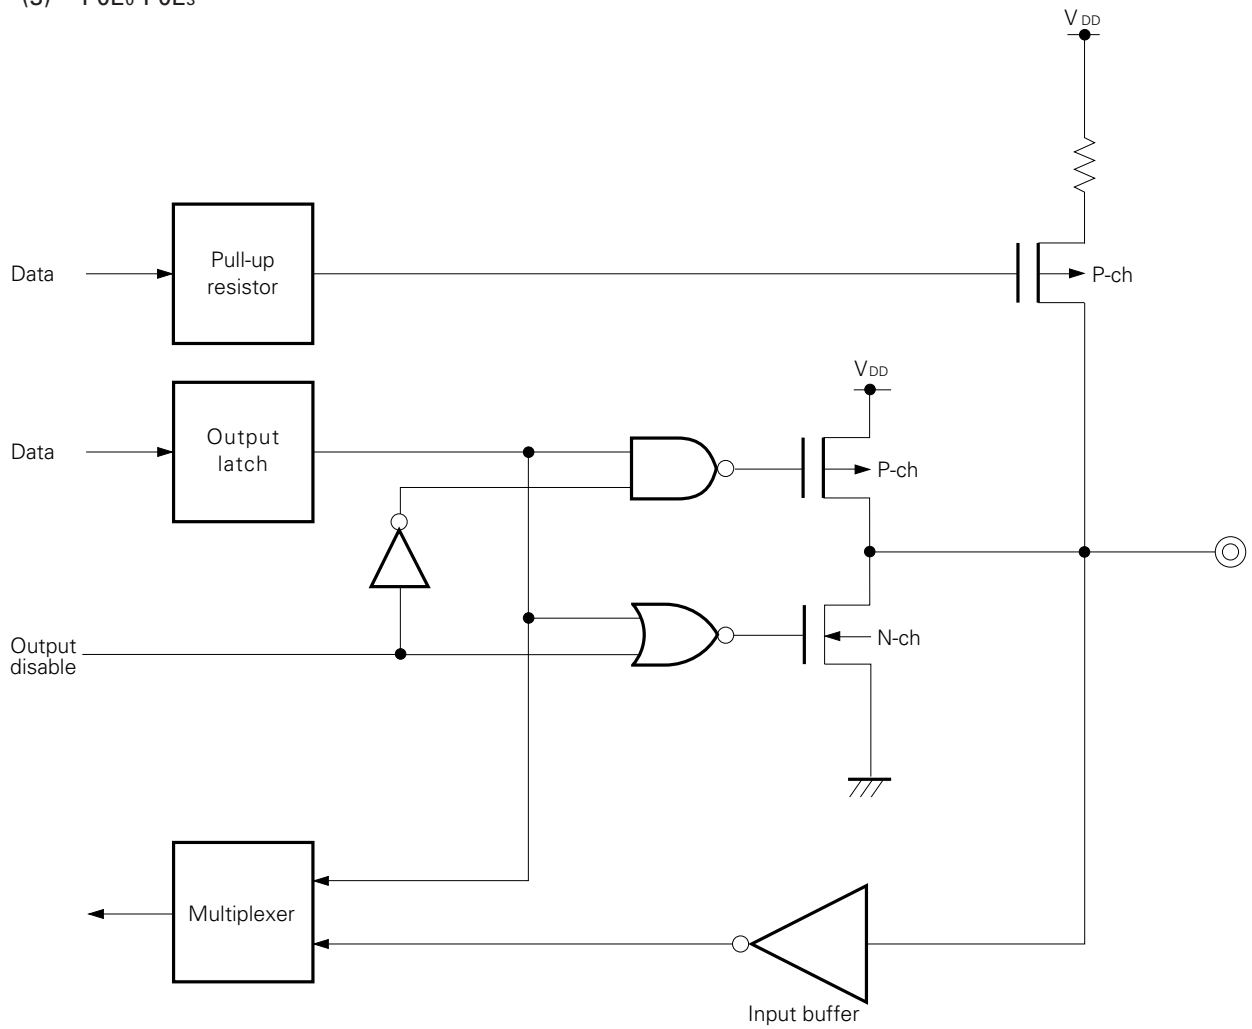 VDD
Pull-up
resistor
Data
P-ch
VDD
Output
latch
Data
P-ch
Output
disable
N-ch
Multiplexer
Input buffer